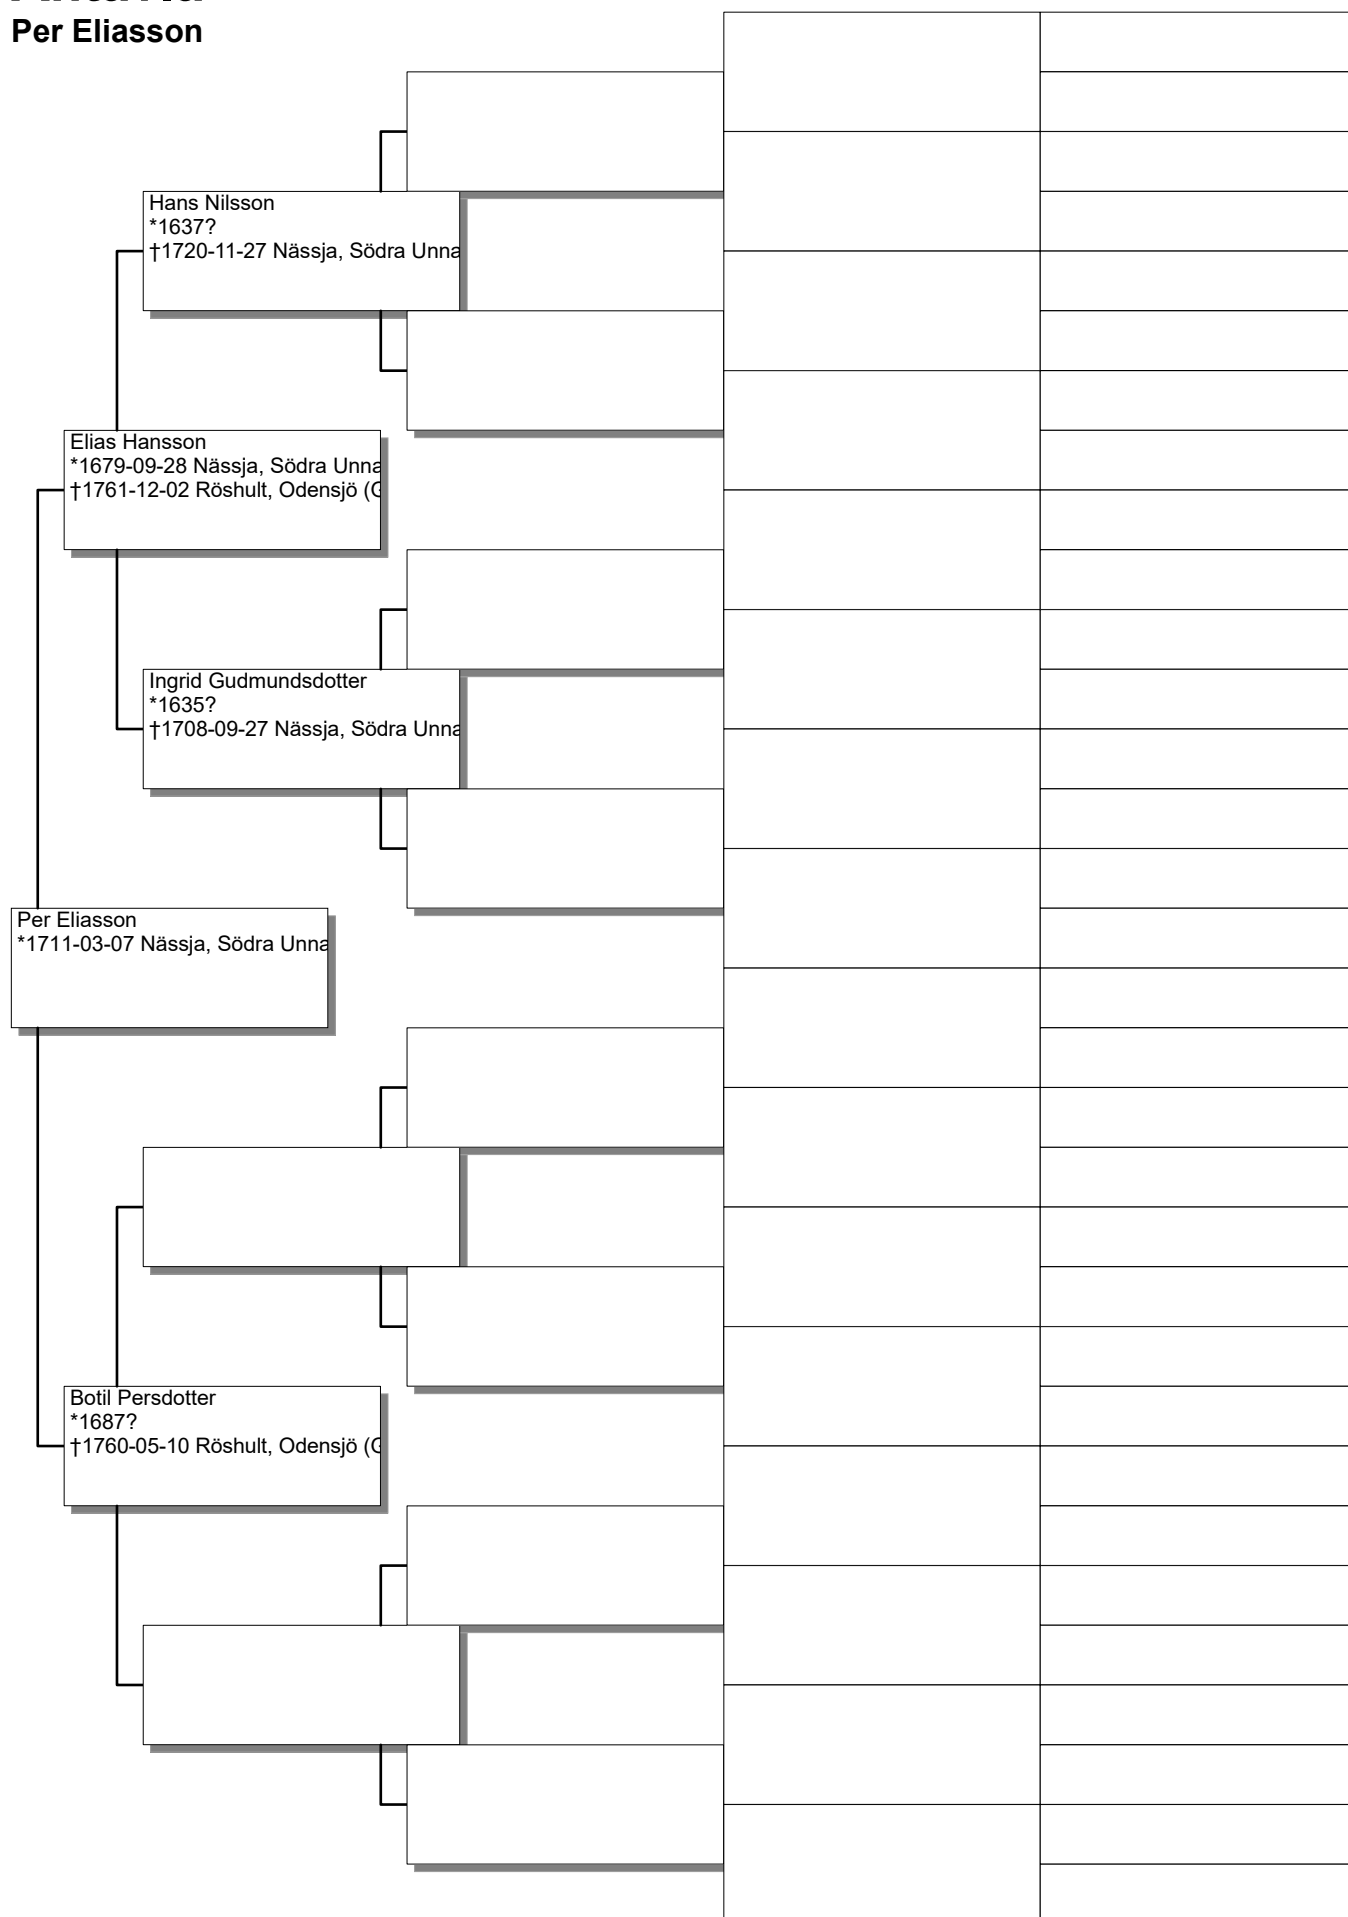 Per Eliasson
Hans Nilsson
*1637?
†1720-11-27 Nässja, Södra Unna
Elias Hansson
*1679-09-28 Nässja, Södra Unna
†1761-12-02 Röshult, Odensjö (G
Ingrid Gudmundsdotter
*1635?
†1708-09-27 Nässja, Södra Unna
Per Eliasson
*1711-03-07 Nässja, Södra Unna
Botil Persdotter
*1687?
†1760-05-10 Röshult, Odensjö (G